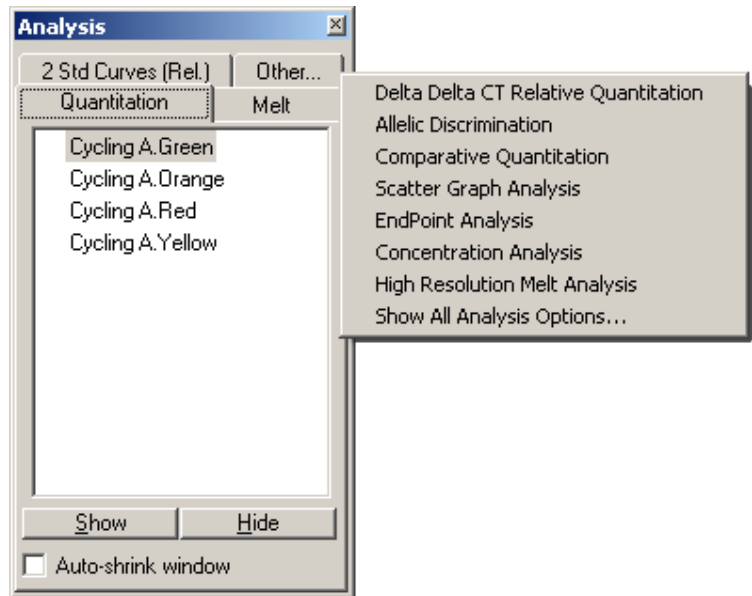 Analysis
2 Std Curves (Rel.) Other...
Quantitation Melt
Cycling A.Green
Cycling A.Orange
Cycling A.Red
Cycling A.Yellow
Show Hide
Auto-shrink window
Delta Delta CT Relative Quantitation
Allelic Discrimination
Comparative Quantitation
Scatter Graph Analysis
EndPoint Analysis
Concentration Analysis
High Resolution Melt Analysis
Show All Analysis Options...